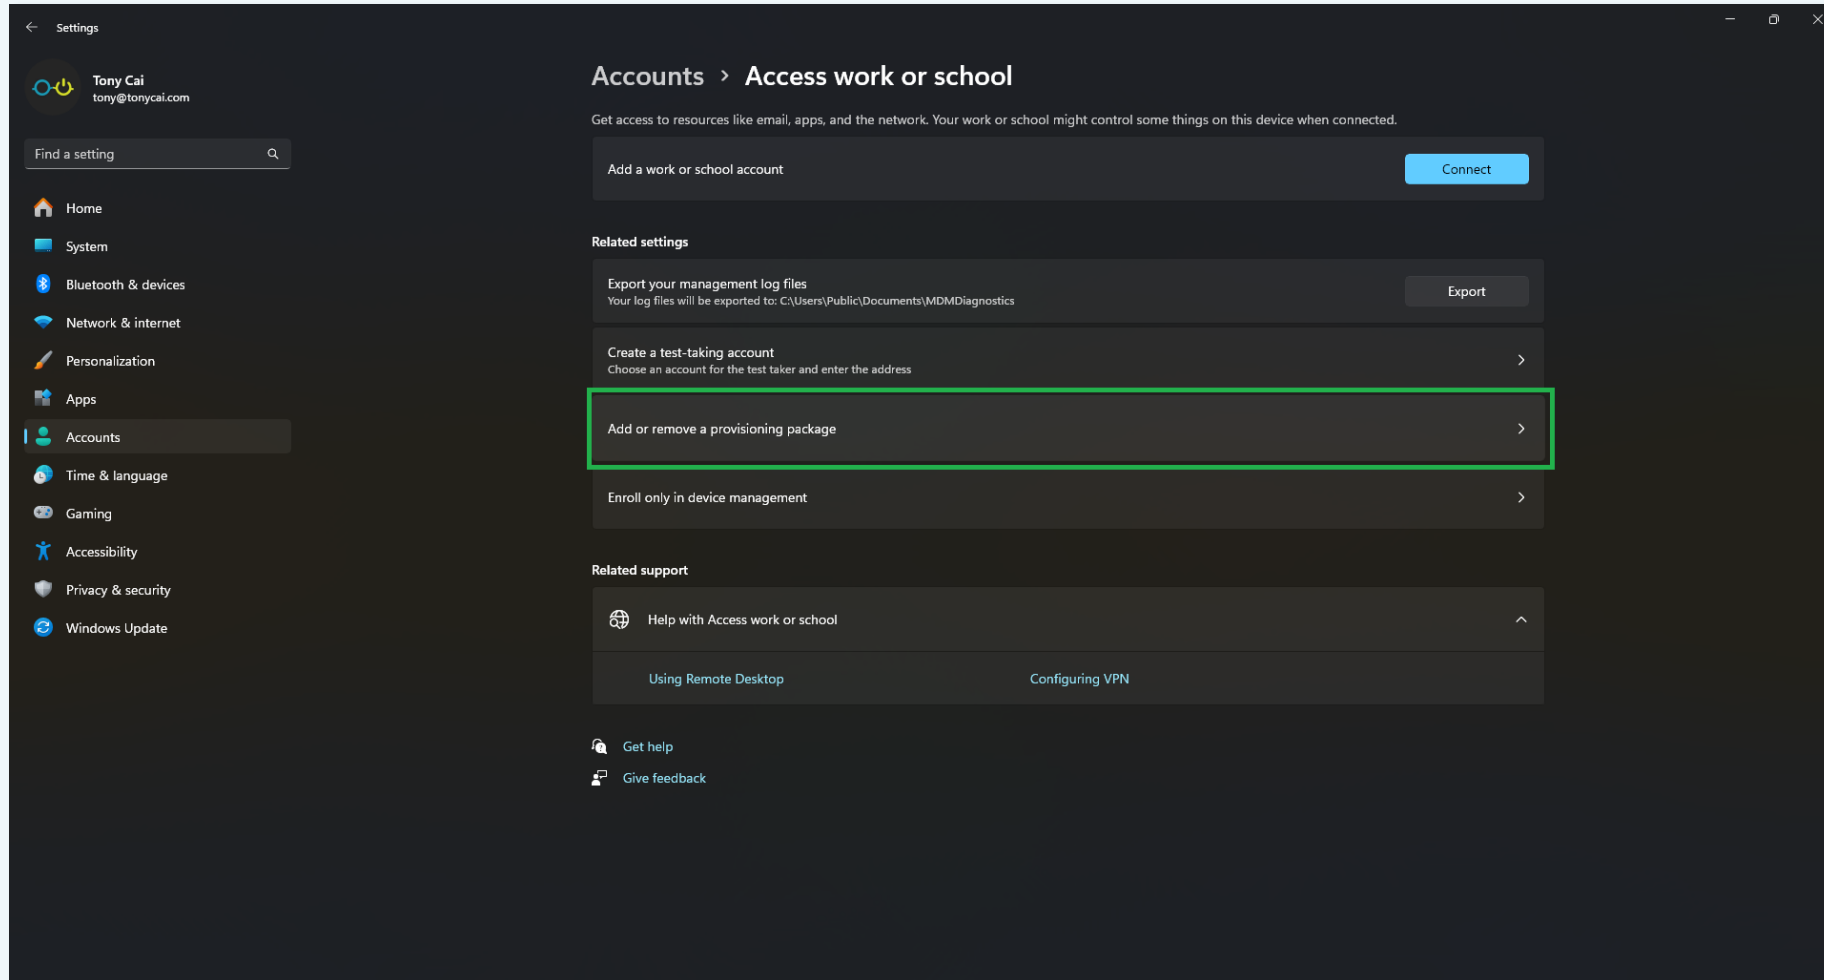 Settings
Tony Cai
tony@tonycai.com
Find a setting
Home
System
Bluetooth & devices
Network & internet
Personalization
Apps
Accounts
Time & language
Gaming
Accessibility
Privacy & security
Windows Update
Accounts > Access work or school
Get access to resources like email, apps, and the network. Your work or school might control some things on this device when connected.
Add a work or school account
Connect
Related settings
Export your management log files
Your log files will be exported to: C:\Users\Public\Documents\MDMDiagnostics
Export
Create a test-taking account
Choose an account for the test taker and enter the address
Add or remove a provisioning package
Enroll only in device management
Related support
Help with Access work or school
Using Remote Desktop
Configuring VPN
Get help
Give feedback